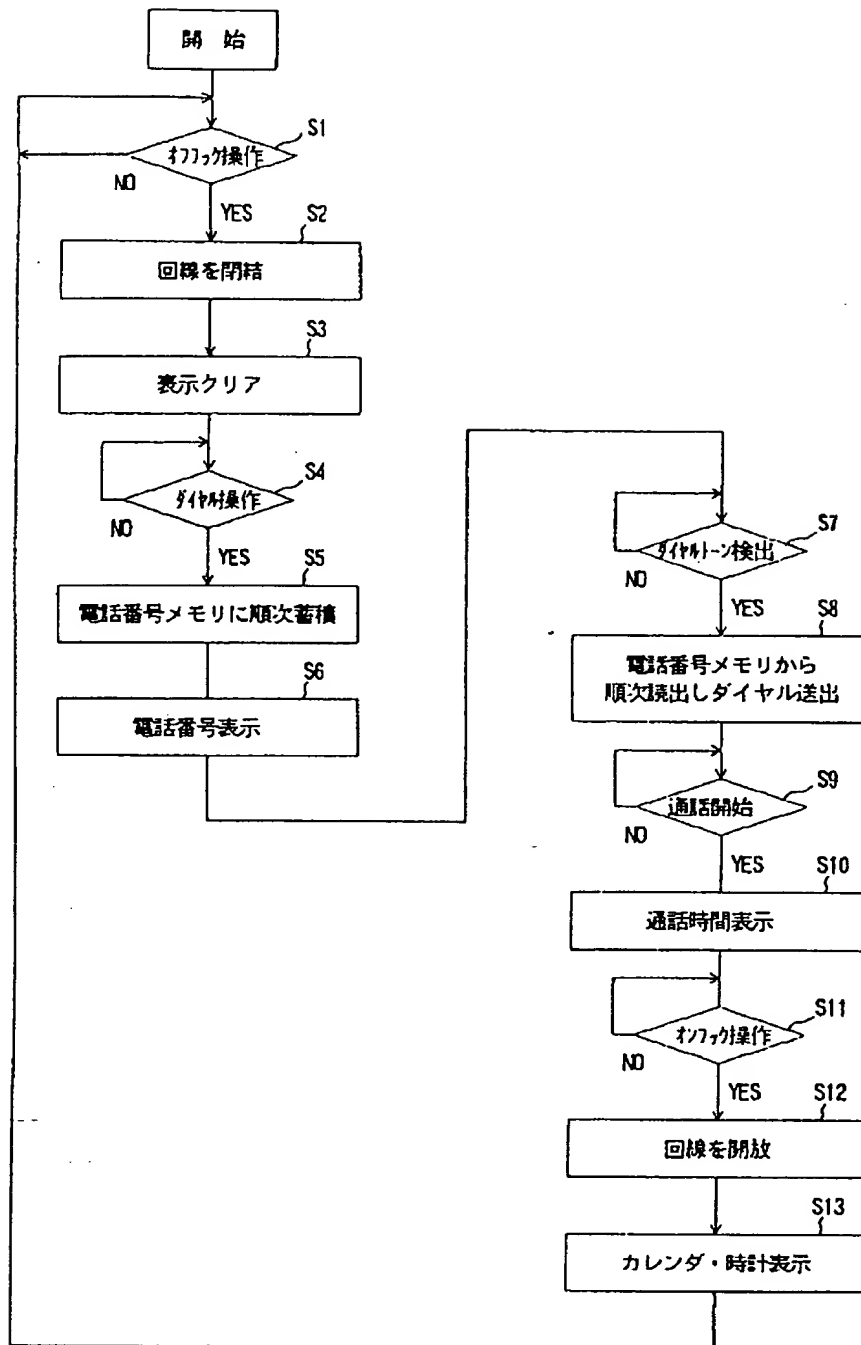 開 始
S1
オフフック操作
NO
YES
S2
回線を閉結
S3
表示クリア
S4
ダイヤル操作
NO
YES
S5
電話番号メモリに順次蓄積
S6
電話番号表示
S7
ダイヤルトーン検出
NO
YES
S8
電話番号メモリから
順次読出しダイヤル送出
S9
通話開始
NO
YES
S10
通話時間表示
S11
オンフック操作
NO
YES
S12
回線を開放
S13
カレンダ・時計表示